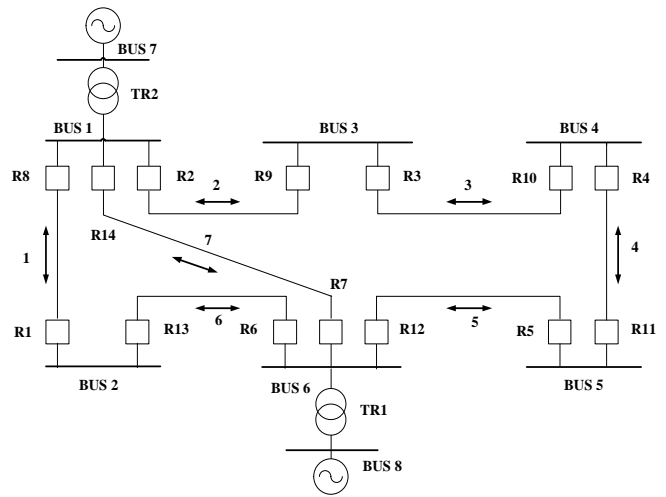 BUS 7
TR2
BUS 1
BUS 3
BUS 4
R8
R2
2
R9
R3
3
R10
R4
R14
7
1
4
R7
R1
R13
6
R6
R12
5
R5
R11
BUS 2
BUS 6
BUS 5
TR1
BUS 8